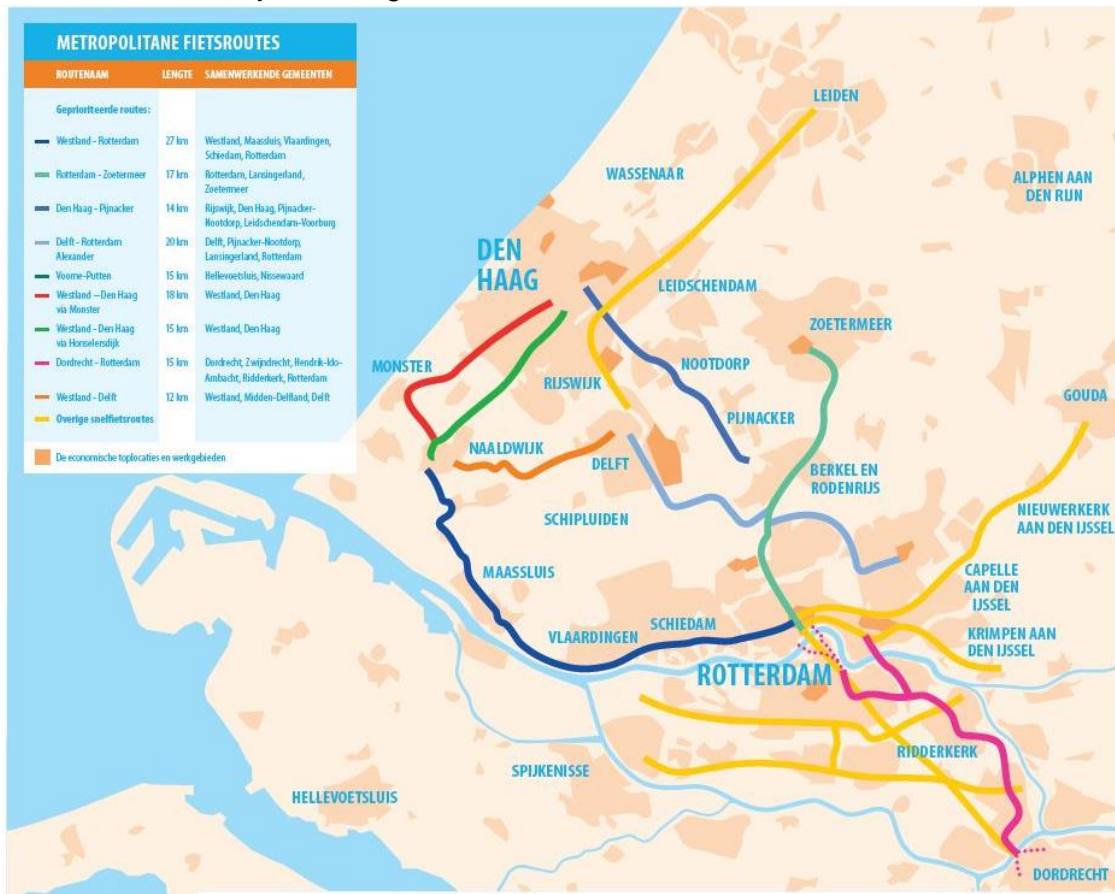 METROPOLITANE FIETSROUTES
ROUTENAAM LENGTE SAMENWERKENDE GEMEENTEN
Geprioriteerde routes:
Westland - Rotterdam 27 km Westland, Maassluis, Vlaardingen,
Schiedam, Rotterdam
Rotterdam - Zoetermeer 17 km Rotterdam, Lansingerland,
Zoetermeer
Den Haag - Pijnacker 14 km Rijswijk, Den Haag, Pijnacker-
Nootdorp, Leidschendam-Voorburg
Delft - Rotterdam 20 km Delft, Pijnacker-Nootdorp,
Alexander Lansingerland, Rotterdam
Voorne-Putten 15 km Hellevoetsluis, Nissewaard
Westland – Den Haag 18 km Westland, Den Haag
via Monster
Westland - Den Haag 15 km Westland, Den Haag
via Honselersdijk
Dordrecht - Rotterdam 15 km Dordrecht, Zwijndrecht, Hendrik-Ido-
Ambacht, Ridderkerk, Rotterdam
Westland - Delft 12 km Westland, Midden-Delfland, Delft
Overige snelfietsroutes
De economische toplocaties en werkgebieden
LEIDEN
WASSENAAR
ALPHEN AAN
DEN RIJN
DEN
HAAG
LEIDSCHENDAM
ZOETERMEER
MONSTER
NOOTDORP
RIJSWIJK
GOUDA
PIJNACKER
NAALDWIJK
DELFT
BERKEL EN
RODENRIJS
NIEUWERKERK
AAN DEN IJSSEL
SCHIPLUIDEN
MAASSLUIS
CAPELLE
AAN DEN
IJSSEL
SCHIEDAM
VLAARDINGEN
KRIMPEN AAN
DEN IJSSEL
ROTTERDAM
RIDDERKERK
SPIJKENISSE
HELLEVOETSLUIS
DORDRECHT